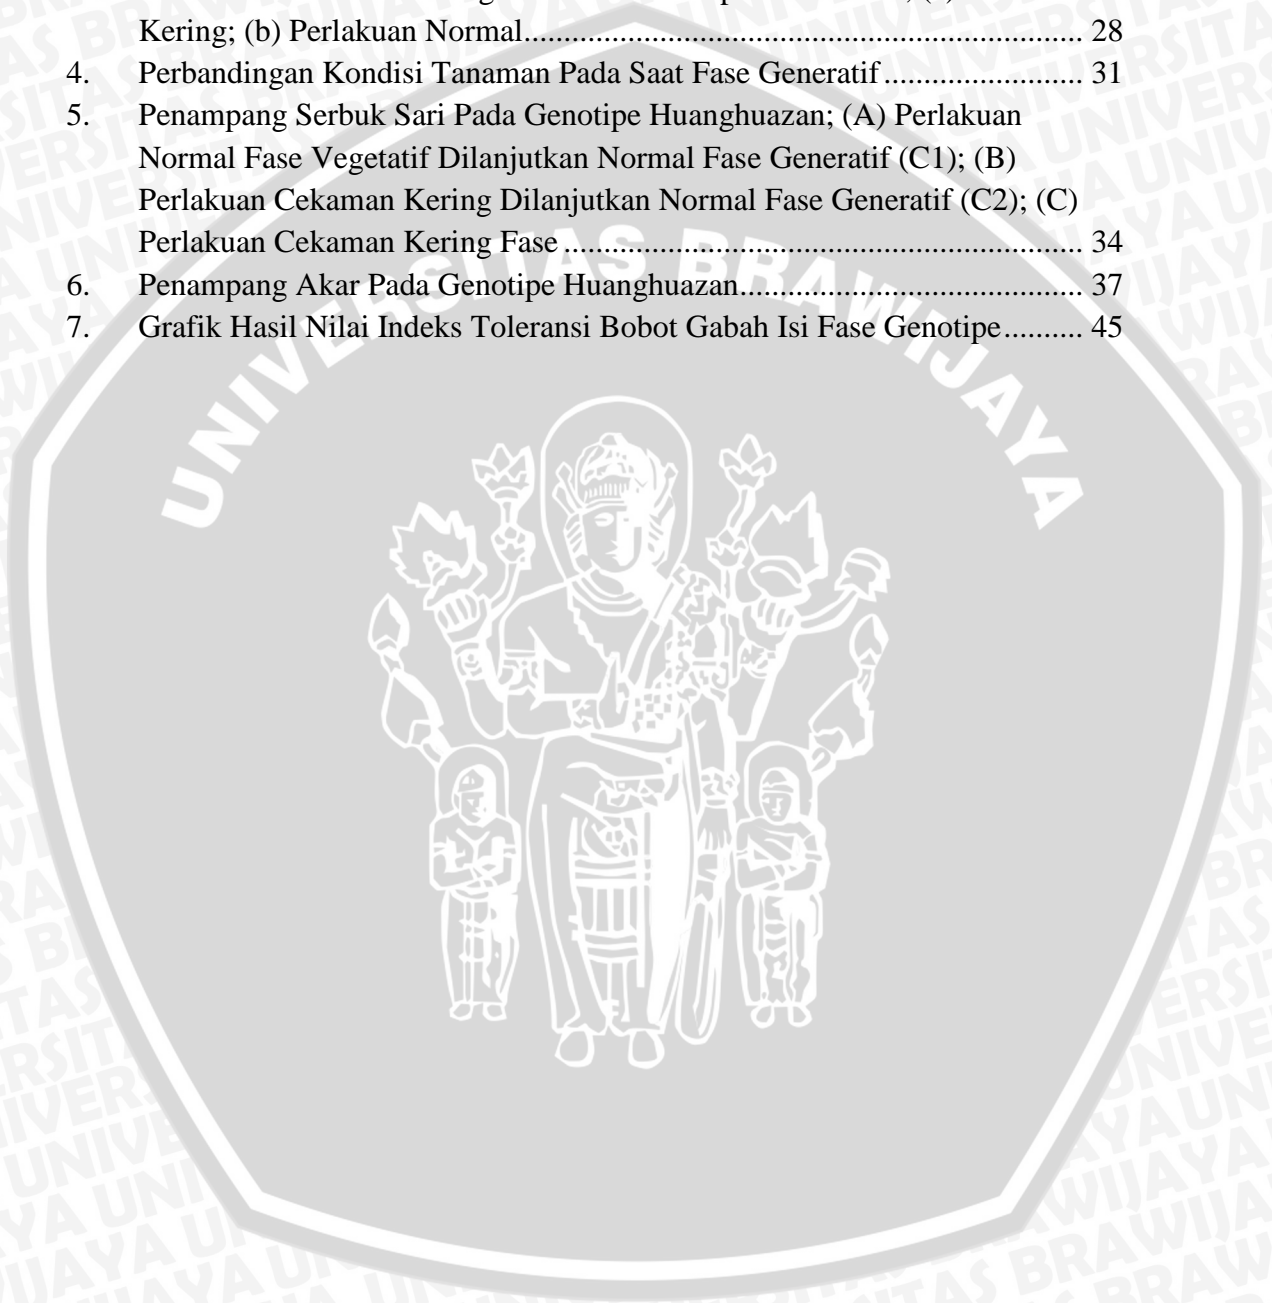 Kering; (b) Perlakuan Normal...................................................................... 28
4. Perbandingan Kondisi Tanaman Pada Saat Fase Generatif ......................... 31
5. Penampang Serbuk Sari Pada Genotipe Huanghuazan; (A) Perlakuan
Normal Fase Vegetatif Dilanjutkan Normal Fase Generatif (C1); (B)
Perlakuan Cekaman Kering Dilanjutkan Normal Fase Generatif (C2); (C)
Perlakuan Cekaman Kering Fase ................................................................. 34
6. Penampang Akar Pada Genotipe Huanghuazan........................................... 37
7. Grafik Hasil Nilai Indeks Toleransi Bobot Gabah Isi Fase Genotipe.......... 45
UNIVERSITAS BRAWIJAYA